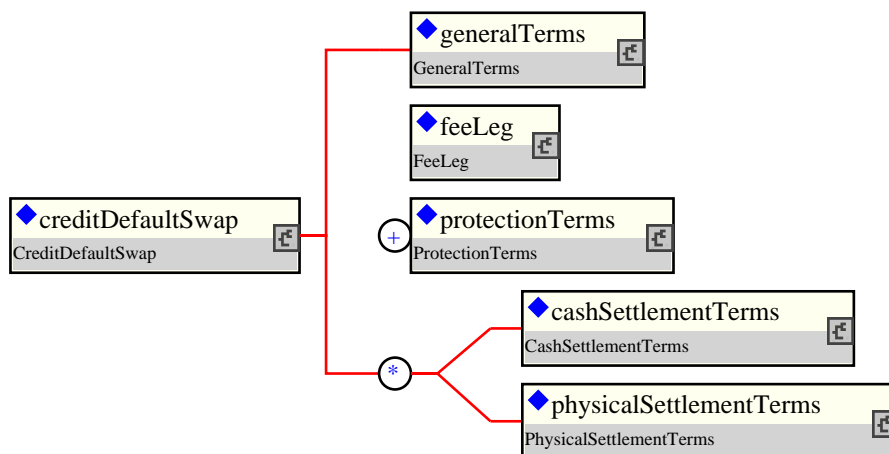 generalTerms
GeneralTerms
feeLeg
FeeLeg
creditDefaultSwap
CreditDefaultSwap
+
protectionTerms
ProtectionTerms
cashSettlementTerms
CashSettlementTerms
*
physicalSettlementTerms
PhysicalSettlementTerms